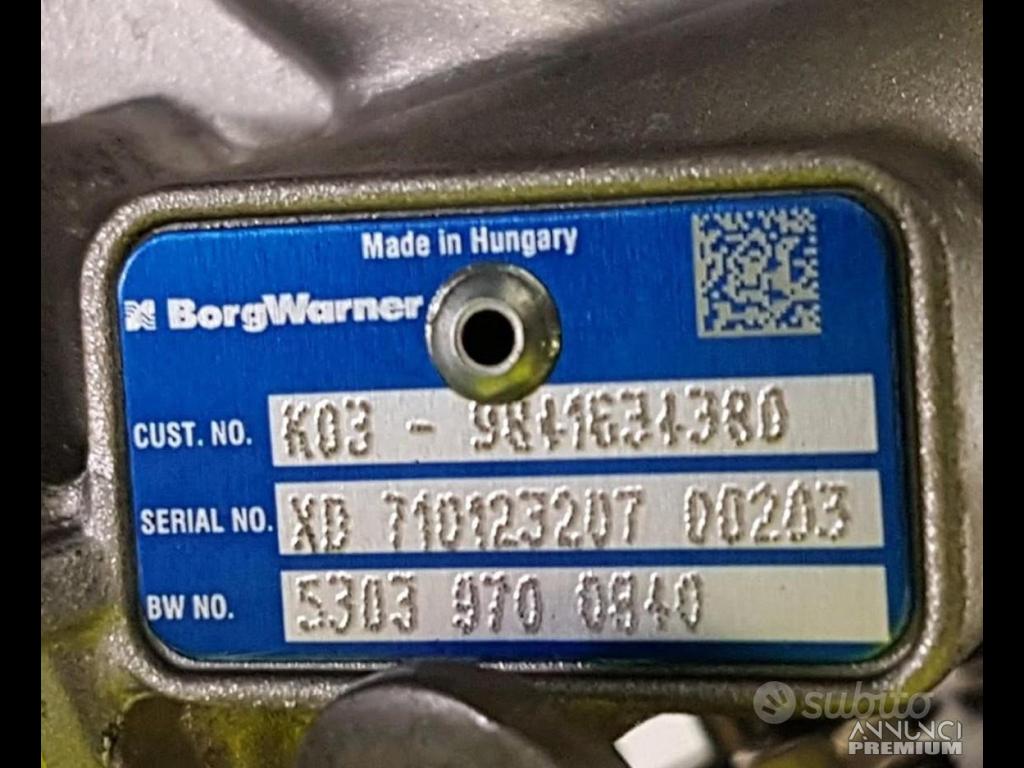 Made in Hungary
BorgWarner
CUST. NO. K03 - 9841634380
SERIAL NO. XD 710123207 00203
BW NO. 5303 970 0840
subito
ANNUNCI
PREMIUM